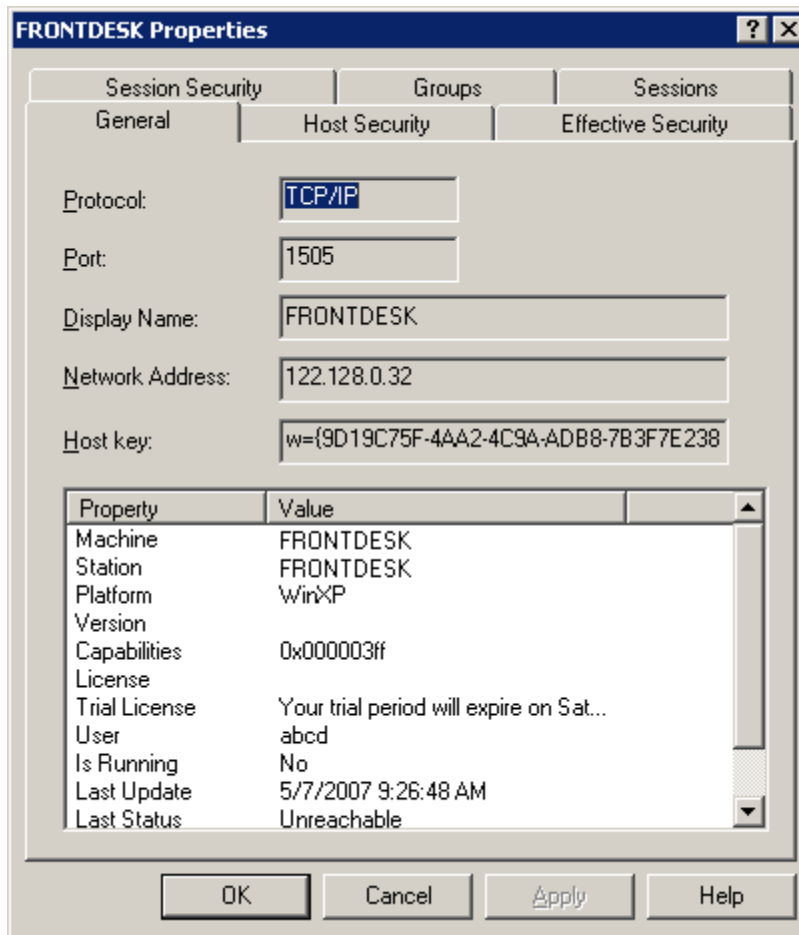 FRONTDESK Properties
Session Security Groups Sessions
General Host Security Effective Security
Protocol: TCP/IP
Port: 1505
Display Name: FRONTDESK
Network Address: 122.128.0.32
Host key: w={9D19C75F-4AA2-4C9A-ADB8-7B3F7E238
Property Value
Machine FRONTDESK
Station FRONTDESK
Platform WinXP
Version
Capabilities 0x000003ff
License
Trial License Your trial period will expire on Sat...
User abcd
Is Running No
Last Update 5/7/2007 9:26:48 AM
Last Status Unreachable
OK Cancel Apply Help